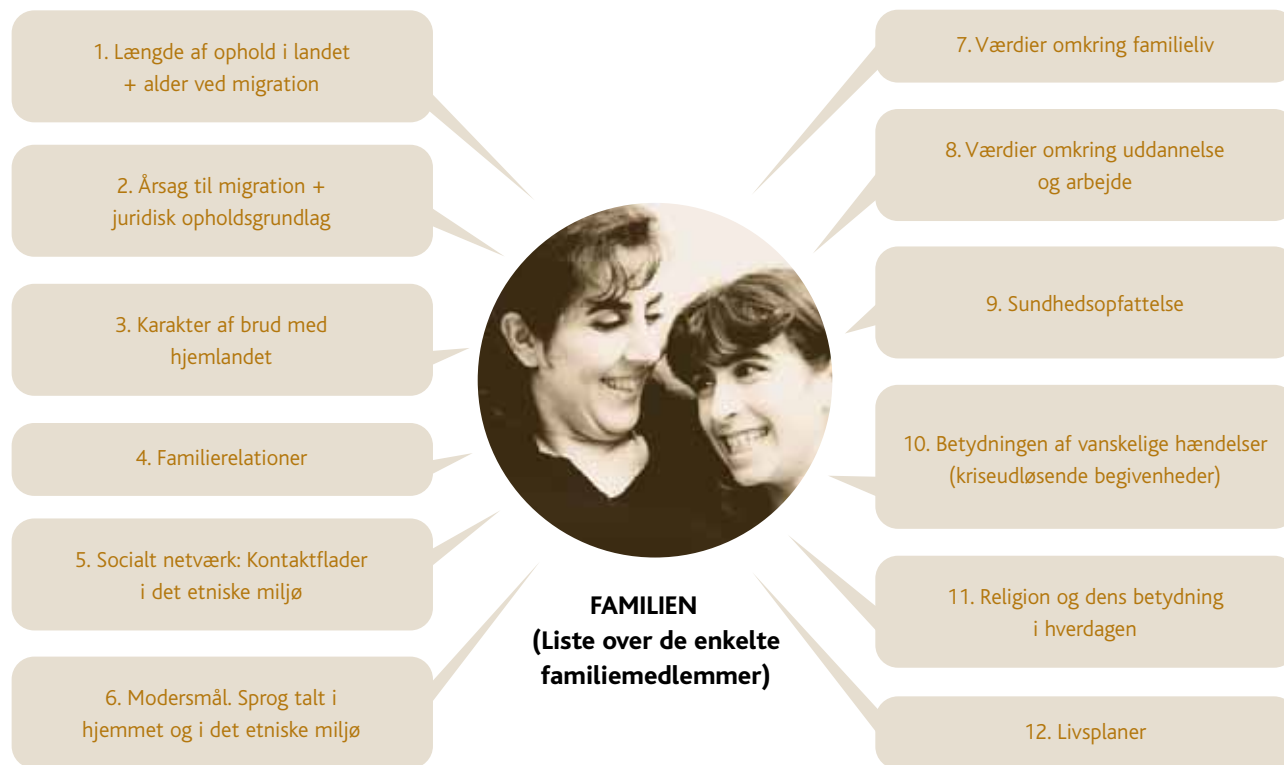 1. Længde af ophold i landet
+ alder ved migration
2. Årsag til migration +
juridisk opholdsgrundlag
3. Karakter af brud med
hjemlandet
4. Familierelationer
5. Socialt netværk: Kontaktflader
i det etniske miljø
6. Modersmål. Sprog talt i
hjemmet og i det etniske miljø
FAMILIEN
(Liste over de enkelte
familiemedlemmer)
7. Værdier omkring familieliv
8. Værdier omkring uddannelse
og arbejde
9. Sundhedsopfattelse
10. Betydningen af vanskelige hændelser
(kriseudløsende begivenheder)
11. Religion og dens betydning
i hverdagen
12. Livsplaner